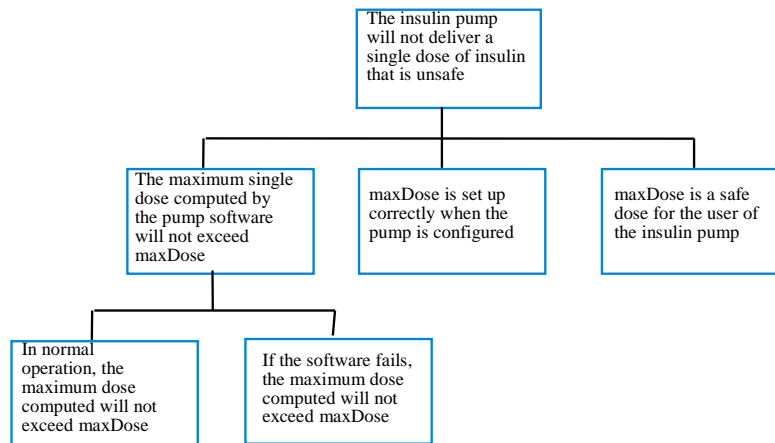 The insulin pump
will not deliver a
single dose of insulin
that is unsafe
The maximum single
dose computed by
the pump software
will not exceed
maxDose
maxDose is set up
correctly when the
pump is configured
maxDose is a safe
dose for the user of
the insulin pump
In normal
operation, the
maximum dose
computed will not
exceed maxDose
If the software fails,
the maximum dose
computed will not
exceed maxDose